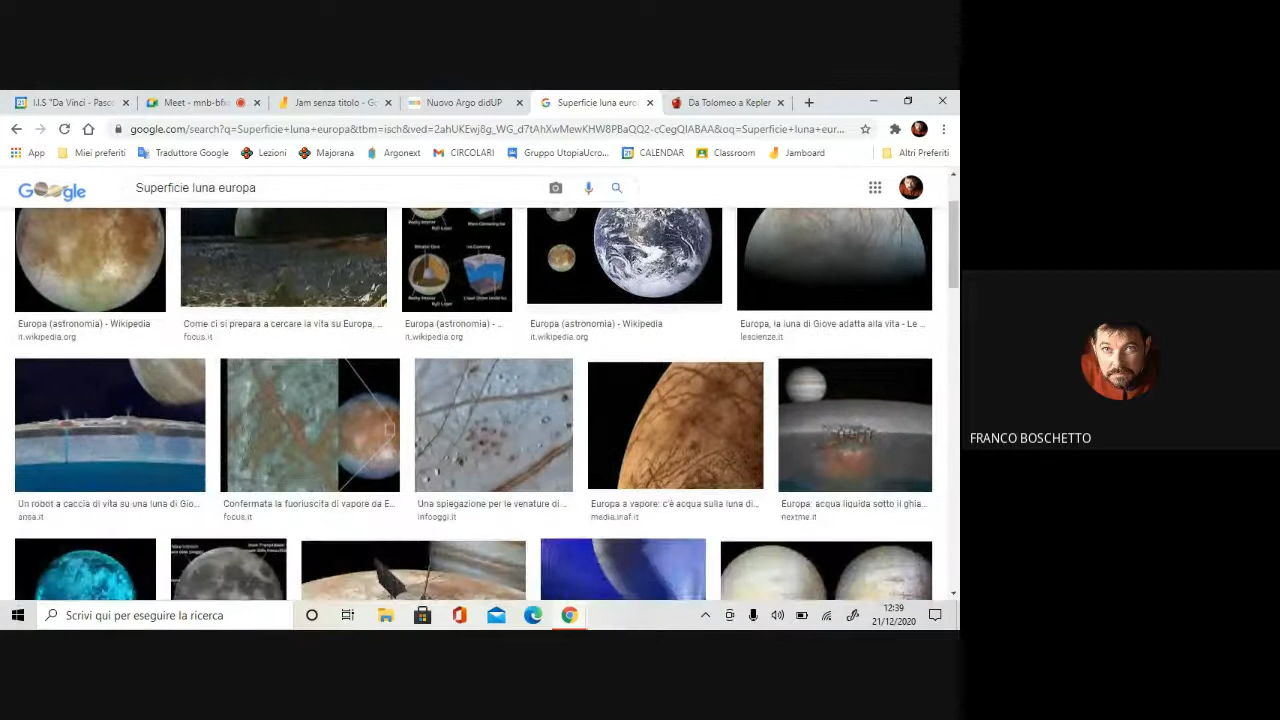 I.I.S "Da Vinci - Pasc
Meet - mnb-bfx
Jam senza titolo - Go
Nuovo Argo didUP
Superficie luna euro
Da Tolomeo a Kepler
google.com/search?q=Superficie+luna+europa&tbm=isch&ved=2ahUKEwj8g_WG_d7tAhXwMewKHW8PBaQQ2-cCegQIABAA&oq=Superficie+luna+eur...
App
Miei preferiti
Traduttore Google
Lezioni
Majorana
Argonext
CIRCOLARI
Gruppo UtopiaUcro...
CALENDAR
Classroom
Jamboard
Altri Preferiti
Google
Superficie luna europa
Europa (astronomia) - Wikipedia
it.wikipedia.org
Come ci si prepara a cercare la vita su Europa, ...
focus.it
Europa (astronomia) - ...
it.wikipedia.org
Europa (astronomia) - Wikipedia
it.wikipedia.org
Europa, la luna di Giove adatta alla vita - Le ...
lescienze.it
Un robot a caccia di vita su una luna di Gio...
ansa.it
Confermata la fuoriuscita di vapore da E...
focus.it
Una spiegazione per le venature di...
infooggi.it
Europa a vapore: c'è acqua sulla luna di...
media.inaf.it
Europa: acqua liquida sotto il ghia...
nextme.it
Scrivi qui per eseguire la ricerca
12:39
21/12/2020
FRANCO BOSCHETTO